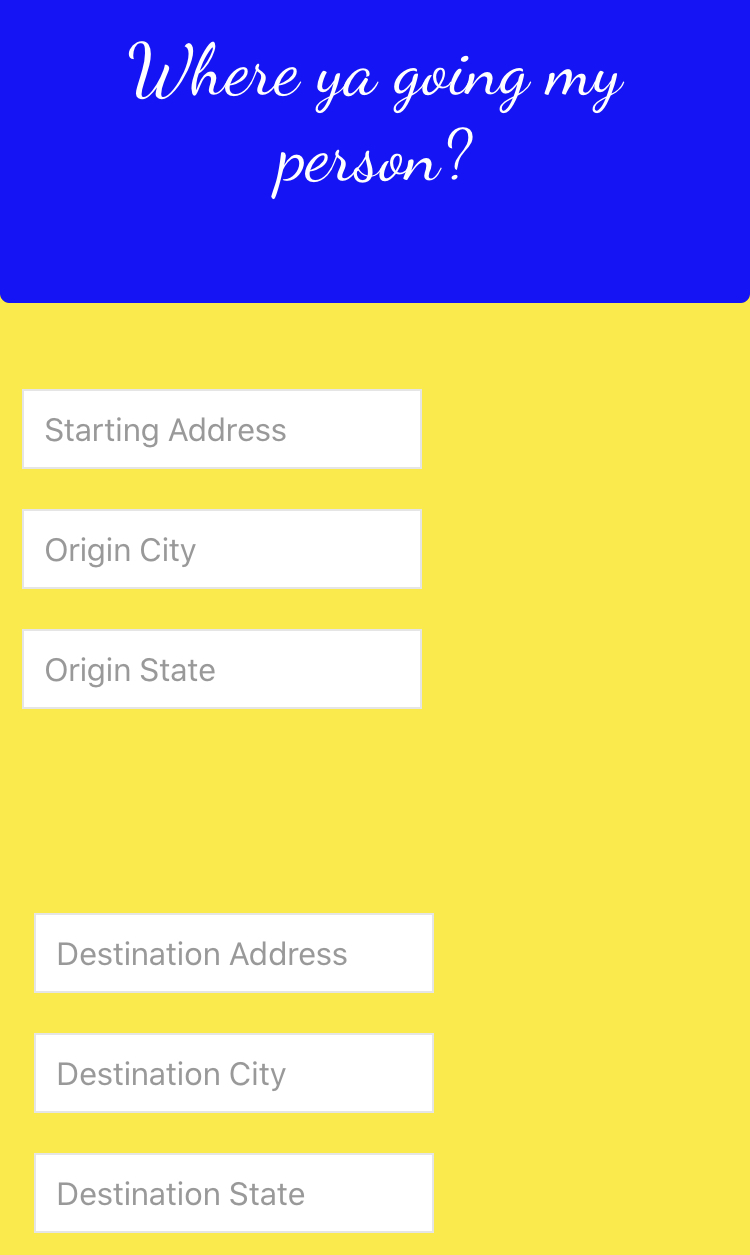 Where ya going my
person?
Starting Address
Origin City
Origin State
Destination Address
Destination City
Destination State